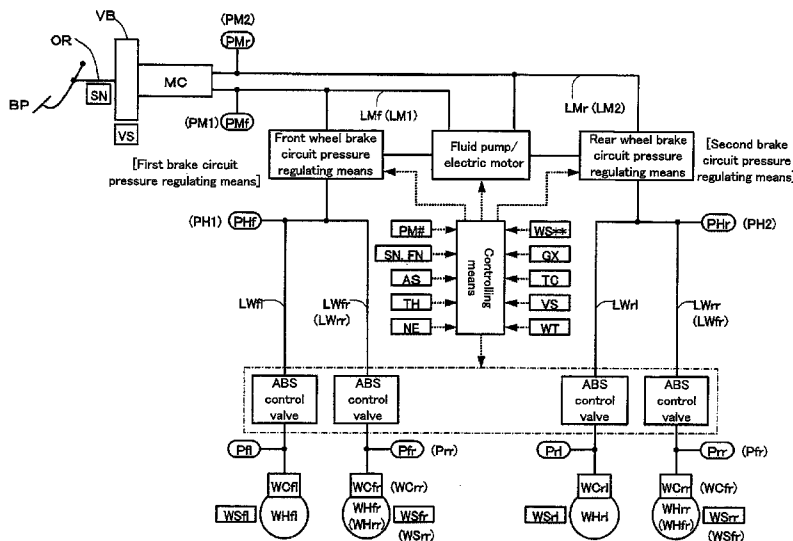 VB
(PM2)
OR
PMr
SN
MC
BP
LMf (LM1)
LMr (LM2)
VS
(PM1)
PMf
[First brake circuit
pressure regulating means]
Front wheel brake
circuit pressure
regulating means
Fluid pump/
electric motor
Rear wheel brake
circuit pressure
regulating means
[Second brake
circuit pressure
regulating means]
(PH1)
PHf
PHr
(PH2)
PM#
SN, FN
AS
TH
NE
Controlling
means
WS**
GX
TC
VS
WT
LWfl
LWfr
(LWrr)
LWrl
LWrr
(LWfr)
ABS
control
valve
ABS
control
valve
ABS
control
valve
ABS
control
valve
Pfl
Pfr
(Prr)
Prl
Prr
(Pfr)
WCfl
WCfr
(WCrr)
WCrl
WCrr
(WCfr)
WSfl
WHfl
WHfr
(WHrr)
WSfr
(WSrr)
WSrl
WHrl
WHrr
(WHfr)
WSrr
(WSfr)